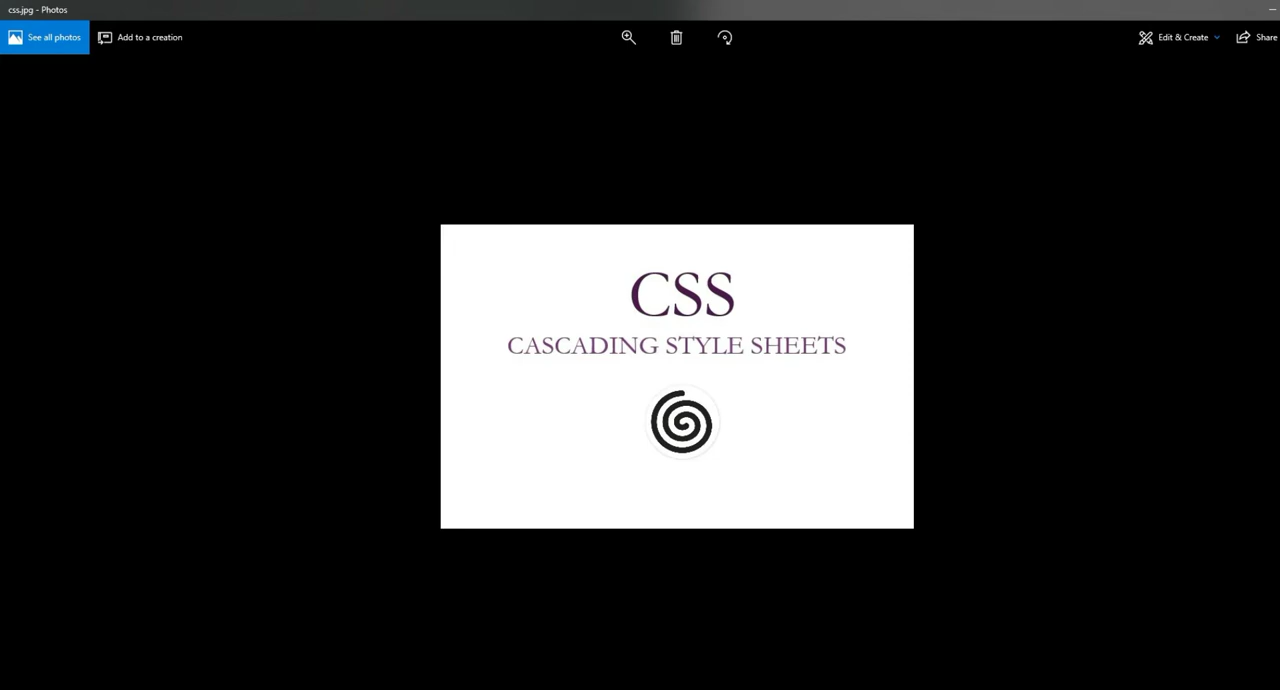 css.jpg - Photos
See all photos
Add to a creation
Edit & Create
Share
CSS
CASCADING STYLE SHEETS